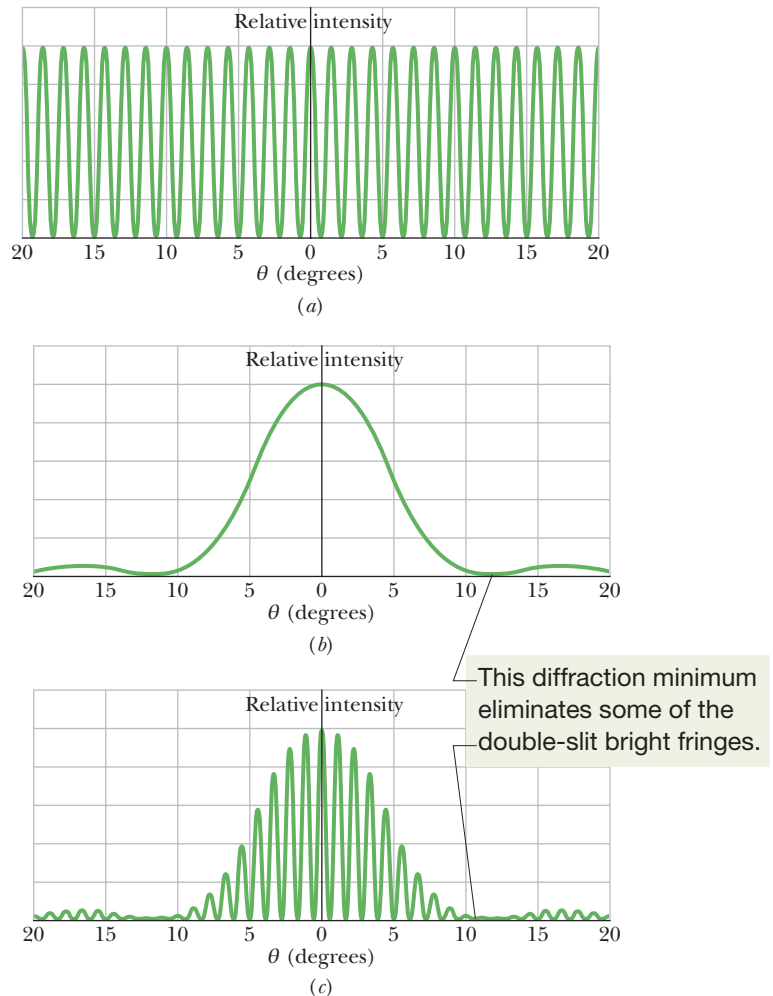 Relative intensity
20 15 10 5 0 5 10 15 20
θ (degrees)
(a)
Relative intensity
20 15 10 5 0 5 10 15 20
θ (degrees)
(b)
This diffraction minimum
eliminates some of the
double-slit bright fringes.
Relative intensity
20 15 10 5 0 5 10 15 20
θ (degrees)
(c)